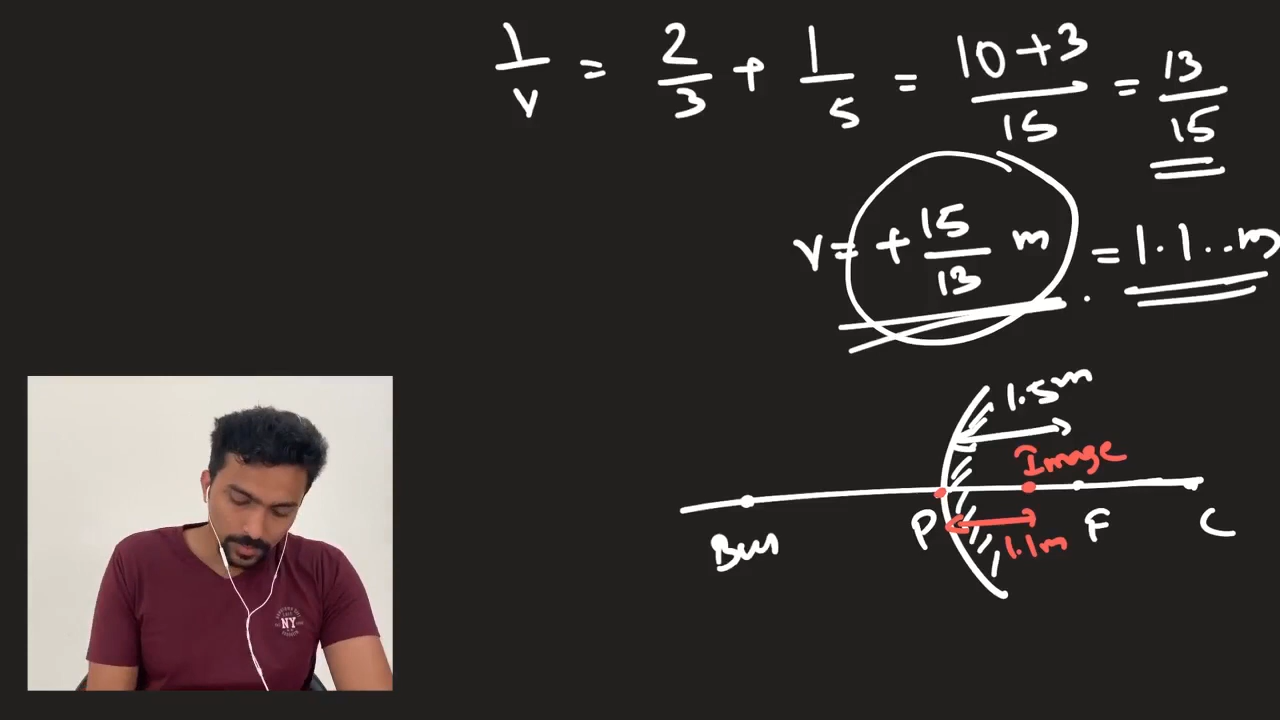 1/v = 2/3 + 1/5 = 10+3/15 = 13/15
v = +15/13 m = 1.1..m
1.5m
Image
Bus P F C
1.1m
NY